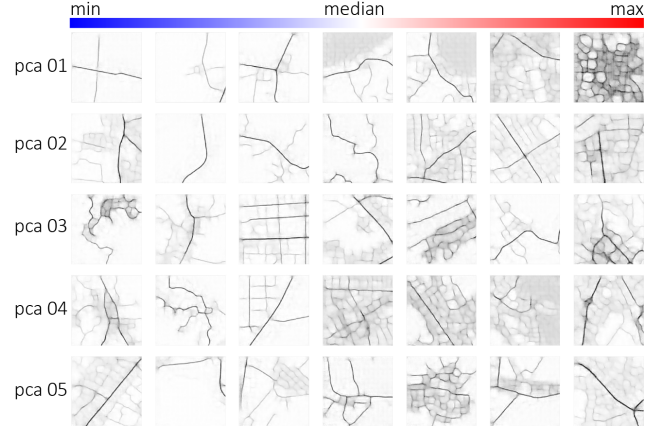 min median max
pca 01
pca 02
pca 03
pca 04
pca 05